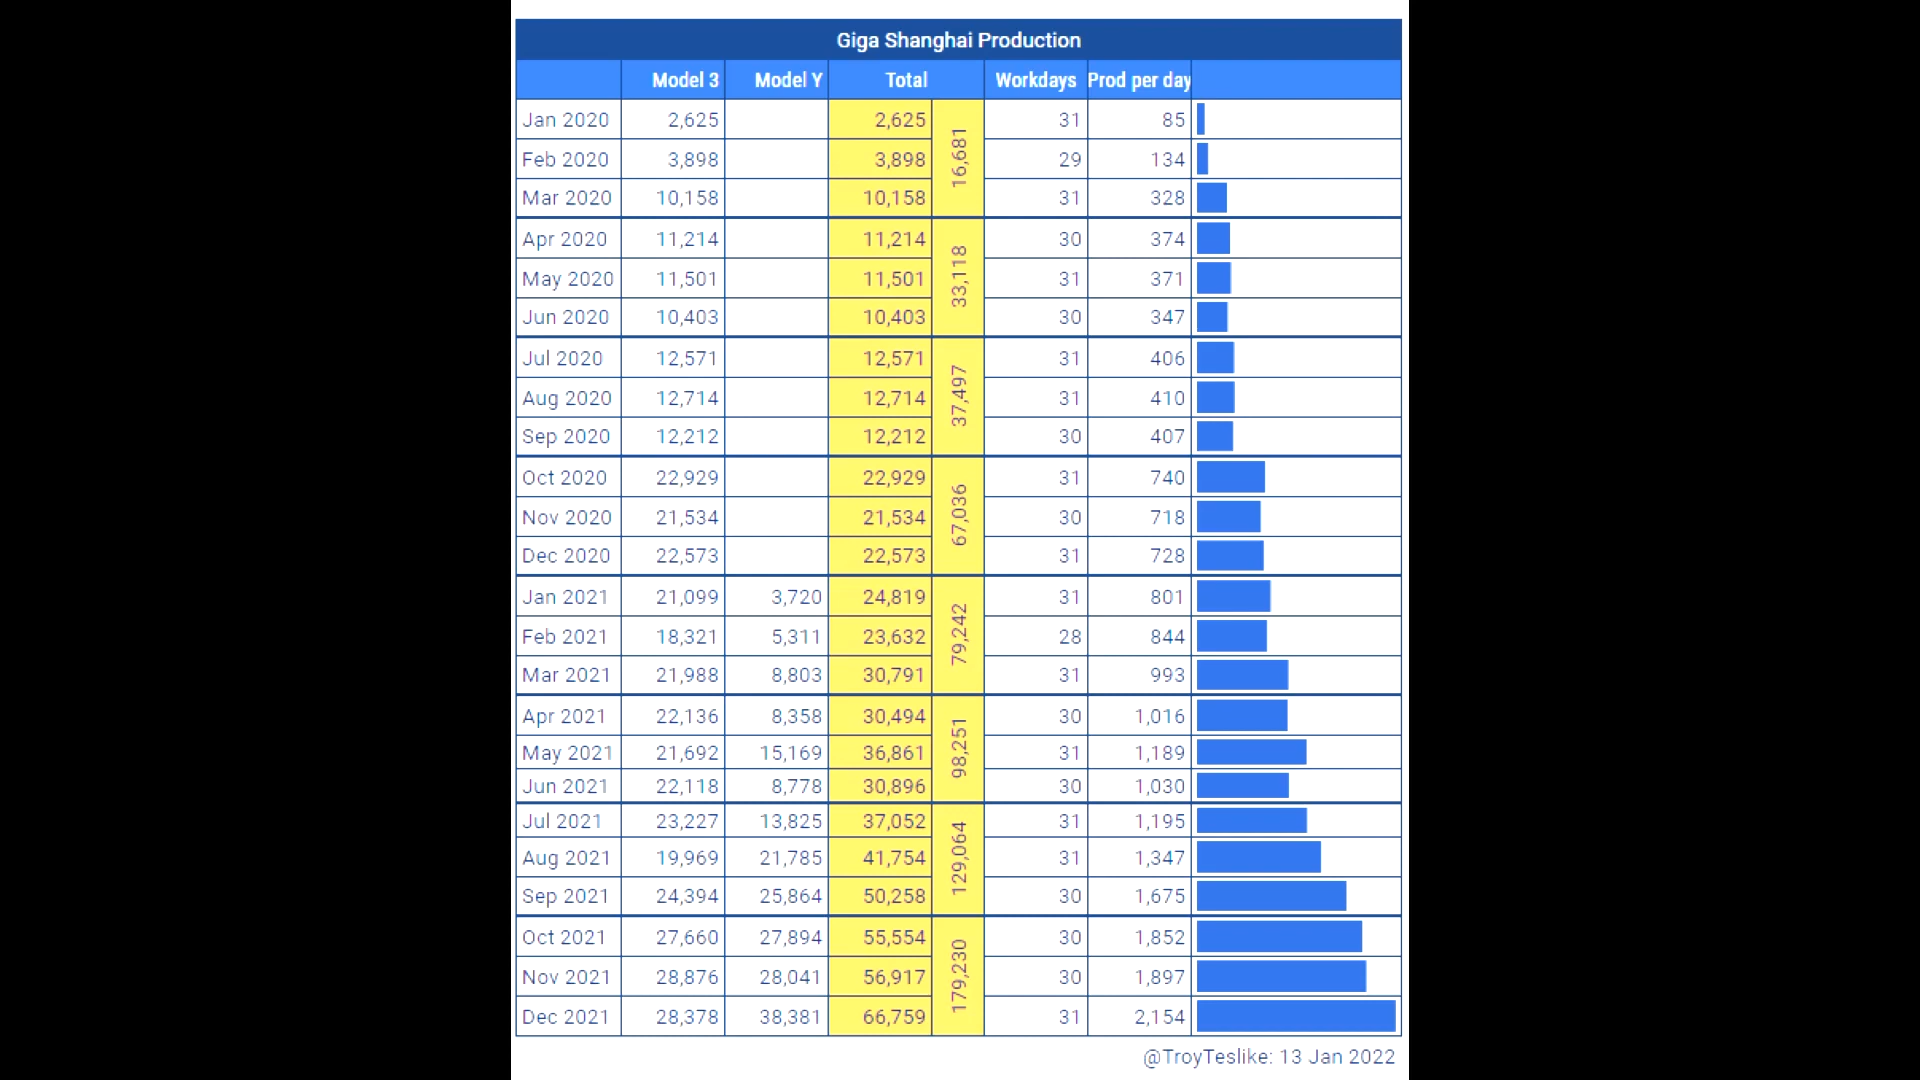 Giga Shanghai Production
Model 3 Model Y Total Workdays Prod per day
Jan 2020 2,625 2,625 31 85
Feb 2020 3,898 3,898 16,681 29 134
Mar 2020 10,158 10,158 31 328
Apr 2020 11,214 11,214 30 374
May 2020 11,501 11,501 33,118 31 371
Jun 2020 10,403 10,403 30 347
Jul 2020 12,571 12,571 31 406
Aug 2020 12,714 12,714 37,497 31 410
Sep 2020 12,212 12,212 30 407
Oct 2020 22,929 22,929 31 740
Nov 2020 21,534 21,534 67,036 30 718
Dec 2020 22,573 22,573 31 728
Jan 2021 21,099 3,720 24,819 31 801
Feb 2021 18,321 5,311 23,632 79,242 28 844
Mar 2021 21,988 8,803 30,791 31 993
Apr 2021 22,136 8,358 30,494 30 1,016
May 2021 21,692 15,169 36,861 98,251 31 1,189
Jun 2021 22,118 8,778 30,896 30 1,030
Jul 2021 23,227 13,825 37,052 31 1,195
Aug 2021 19,969 21,785 41,754 129,064 31 1,347
Sep 2021 24,394 25,864 50,258 30 1,675
Oct 2021 27,660 27,894 55,554 30 1,852
Nov 2021 28,876 28,041 56,917 179,230 30 1,897
Dec 2021 28,378 38,381 66,759 31 2,154
@TroyTeslike: 13 Jan 2022